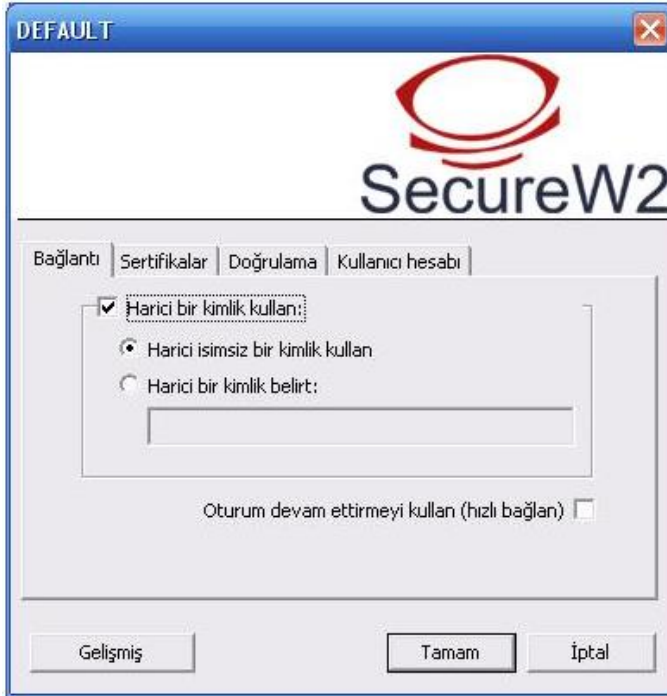 DEFAULT
SecureW2
Bağlantı Sertifikalar Doğrulama Kullanıcı hesabı
Harici bir kimlik kullan:
Harici isimsiz bir kimlik kullan
Harici bir kimlik belirt:
Oturum devam ettirmeyi kullan (hızlı bağlan)
Gelişmiş Tamam İptal